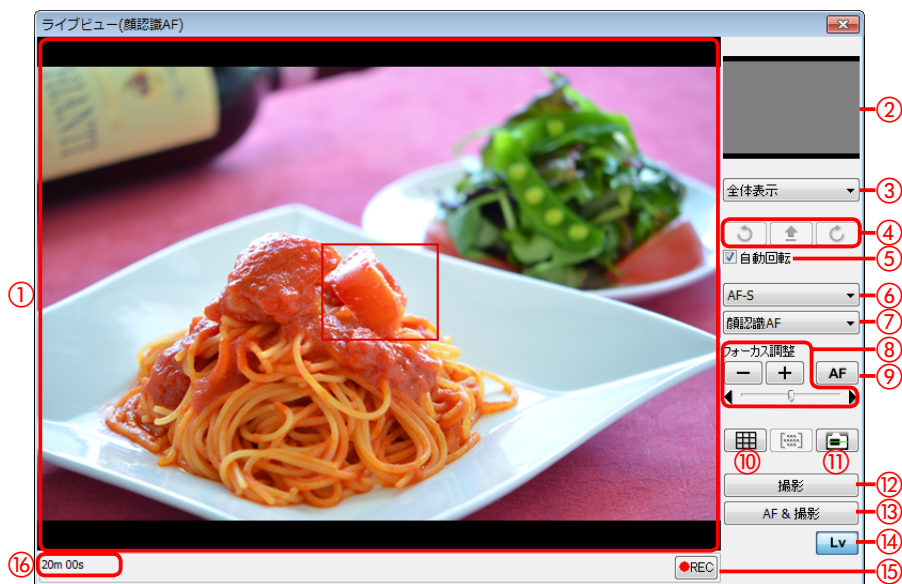 ライブビュー(顔認識AF)
①
②
全体表示
③
④
自動回転
⑤
AF-S
⑥
顔認識AF
⑦
フォーカス調整
⑧
AF
⑨
⑩
⑪
撮影
⑫
AF & 撮影
⑬
Lv
⑭
⑯
20m 00s
REC
⑮